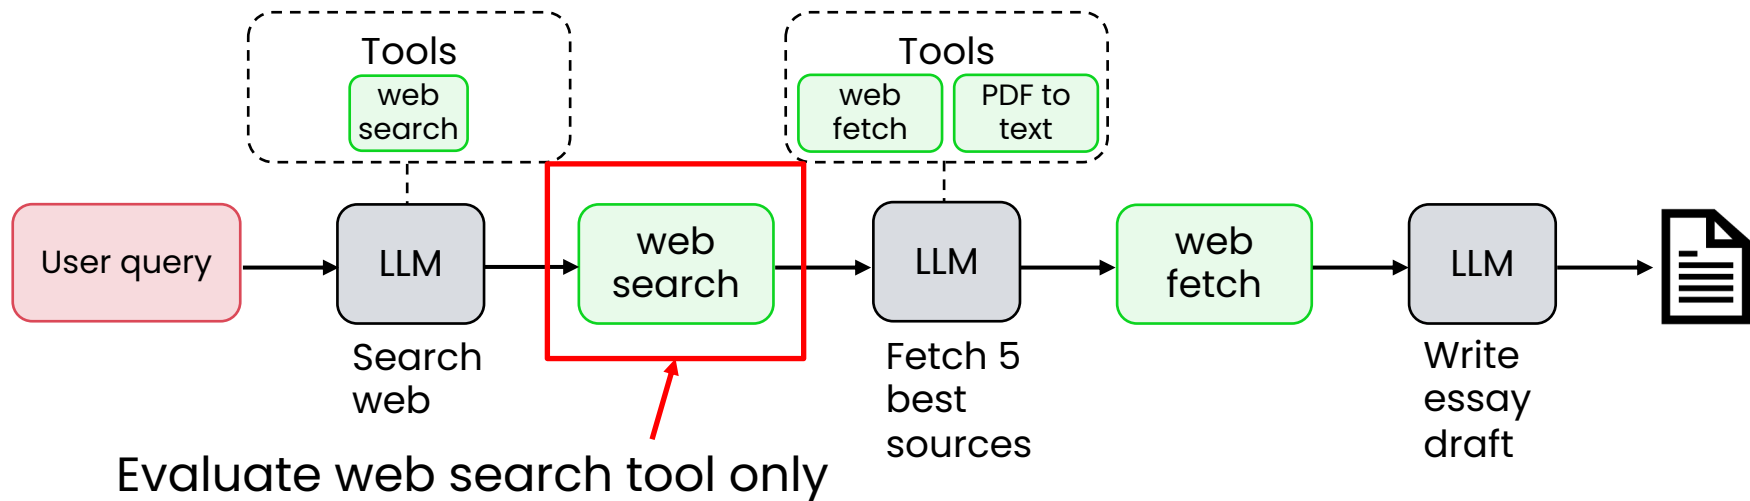 Tools
web
search
Tools
web
fetch
PDF to
text
User query
LLM
web
search
LLM
web
fetch
LLM
Search
web
Fetch 5
best
sources
Write
essay
draft
Evaluate web search tool only